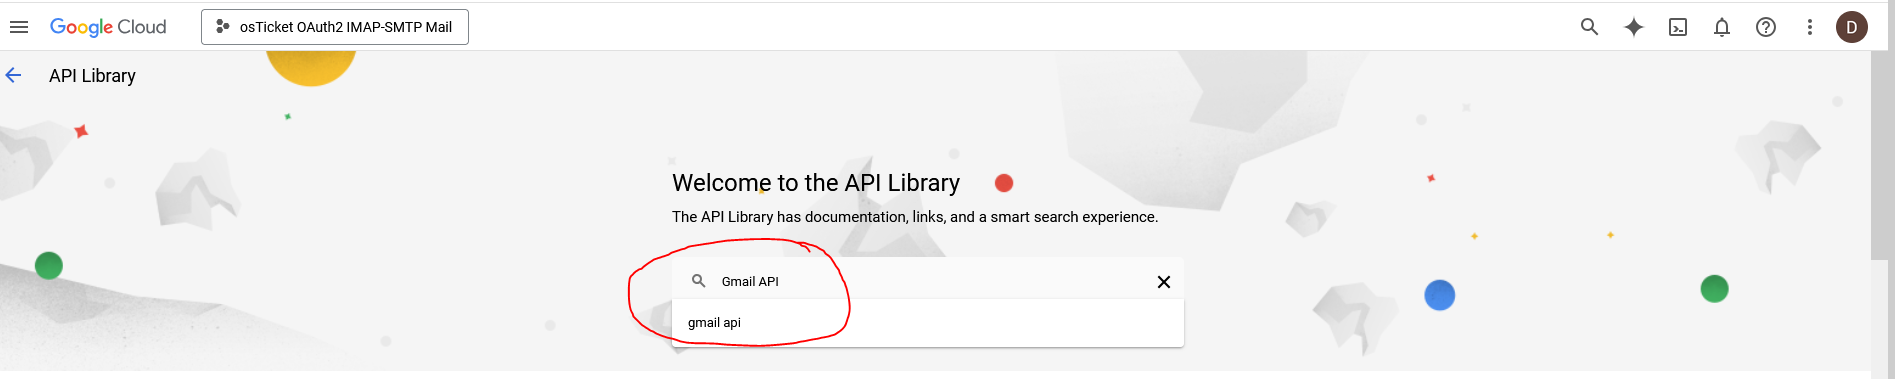 Google Cloud
osTicket OAuth2 IMAP-SMTP Mail
D
API Library
Welcome to the API Library
The API Library has documentation, links, and a smart search experience.
Gmail API
gmail api